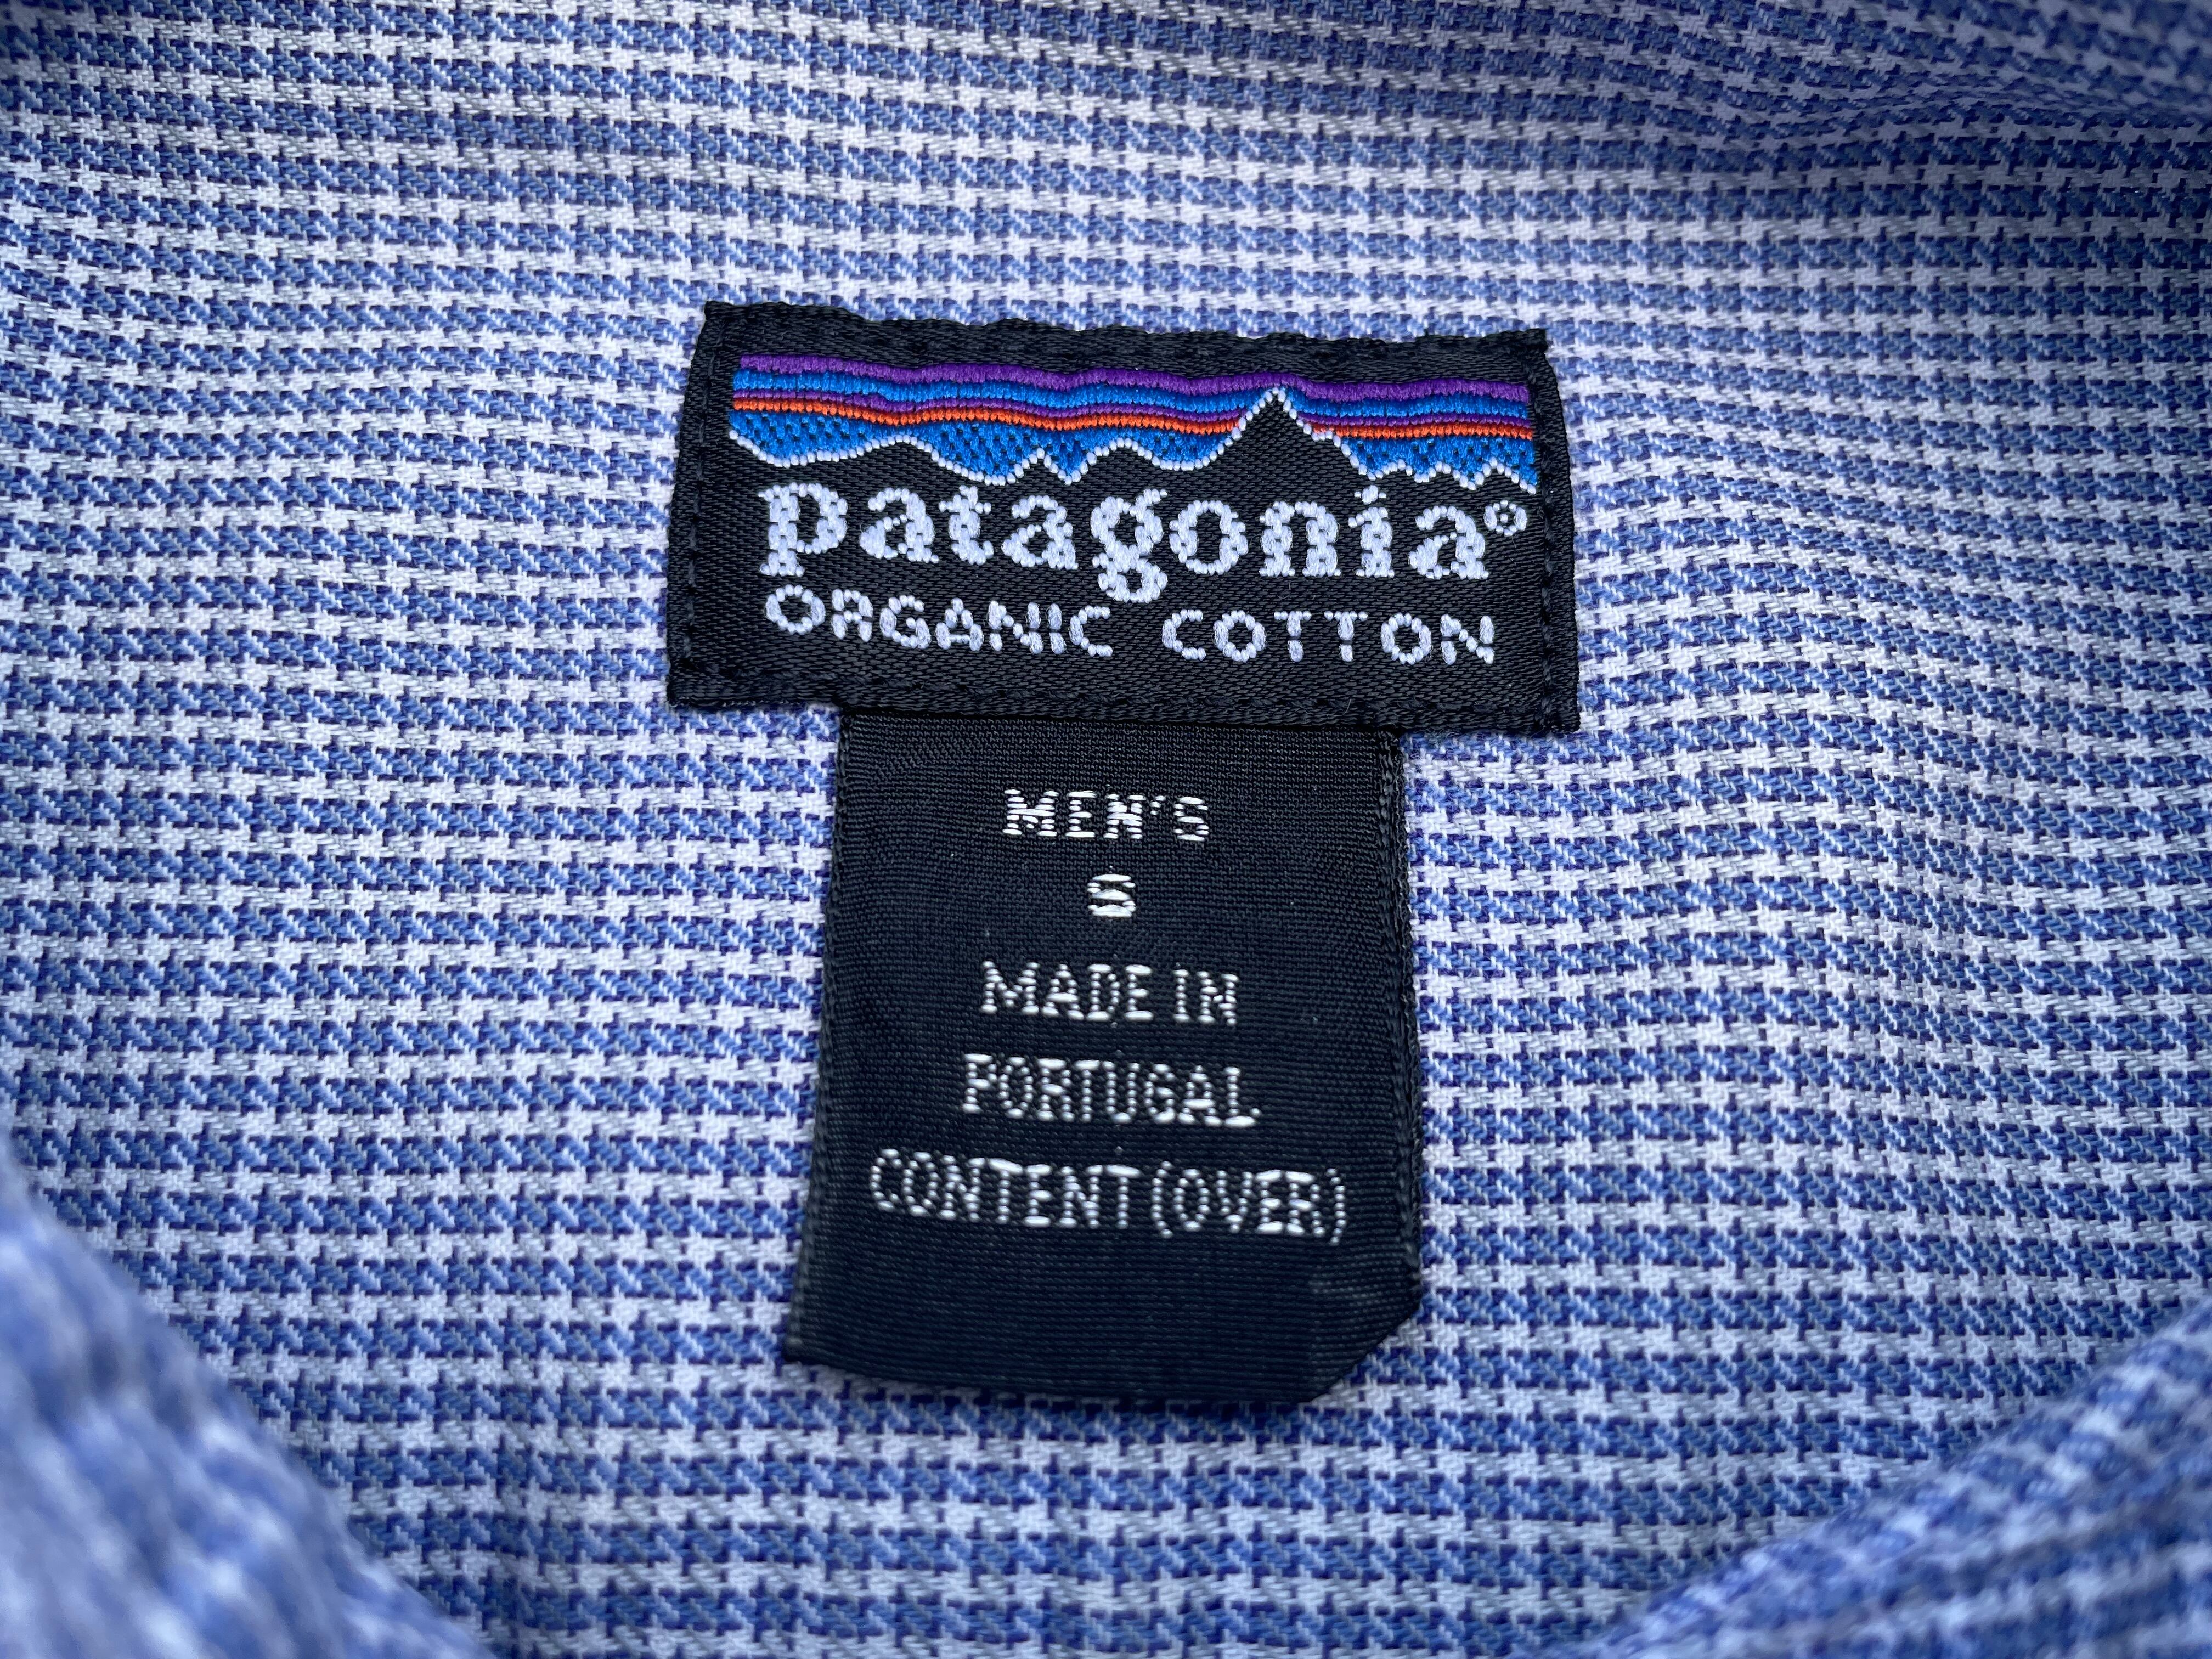 patagonia®
ORGANIC COTTON
MEN'S
S
MADE IN
PORTUGAL
CONTENT (OVER)